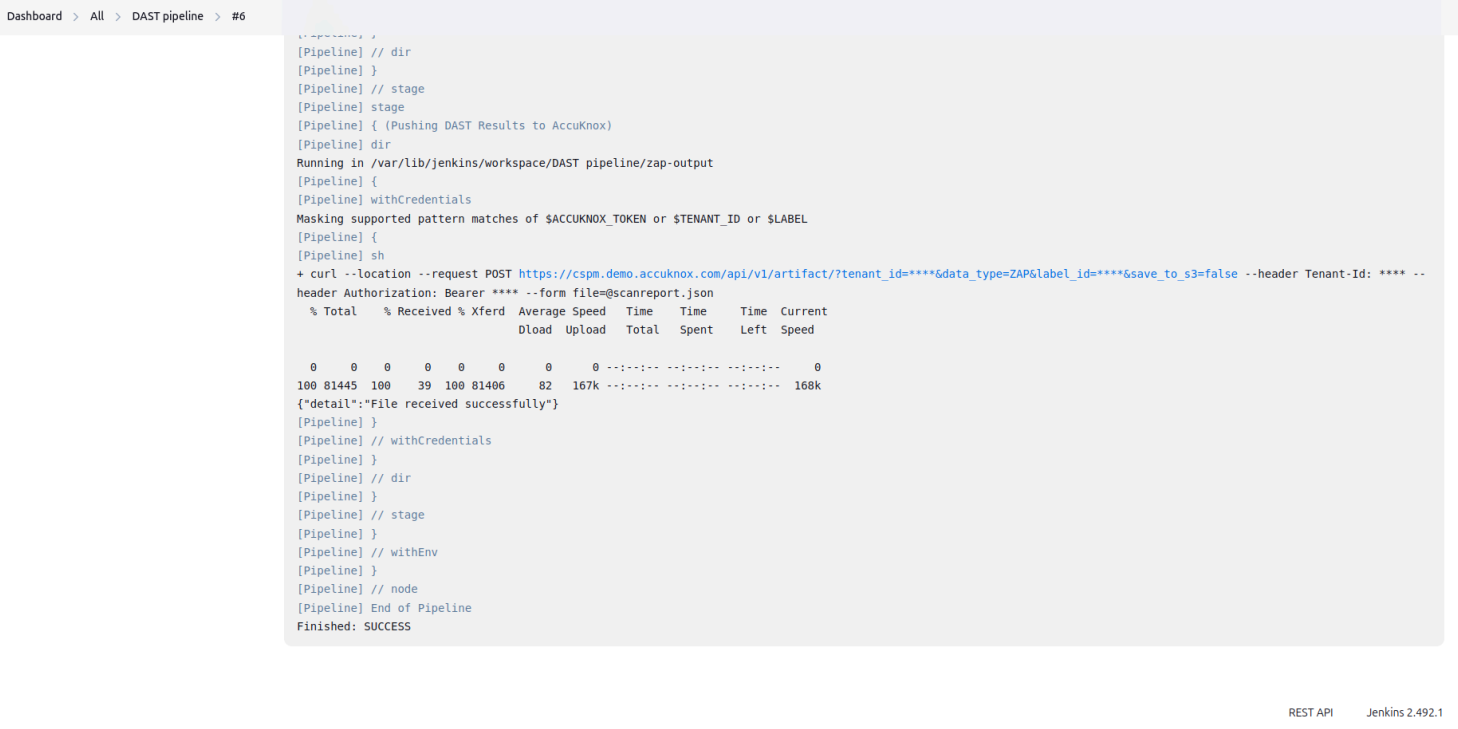 Dashboard > All > DAST pipeline > #6
[Pipeline] }
[Pipeline] // dir
[Pipeline] }
[Pipeline] // stage
[Pipeline] stage
[Pipeline] { (Pushing DAST Results to AccuKnox)
[Pipeline] dir
Running in /var/lib/jenkins/workspace/DAST pipeline/zap-output
[Pipeline] {
[Pipeline] withCredentials
Masking supported pattern matches of $ACCUKNOX_TOKEN or $TENANT_ID or $LABEL
[Pipeline] {
[Pipeline] sh
+ curl --location --request POST https://cspm.demo.accuknox.com/api/v1/artifact/?tenant_id=****&data_type=ZAP&label_id=****&save_to_s3=false --header Tenant-Id: **** --
header Authorization: Bearer **** --form file=@scanreport.json
% Total    % Received % Xferd  Average Speed   Time    Time     Time  Current
Dload  Upload   Total   Spent    Left  Speed
0     0    0     0    0     0      0      0 --:--:-- --:--:-- --:--:--     0
100 81445  100    39  100 81406     82   167k --:--:-- --:--:-- --:--:--  168k
{"detail":"File received successfully"}
[Pipeline] }
[Pipeline] // withCredentials
[Pipeline] }
[Pipeline] // dir
[Pipeline] }
[Pipeline] // stage
[Pipeline] }
[Pipeline] // withEnv
[Pipeline] }
[Pipeline] // node
[Pipeline] End of Pipeline
Finished: SUCCESS
REST API Jenkins 2.492.1